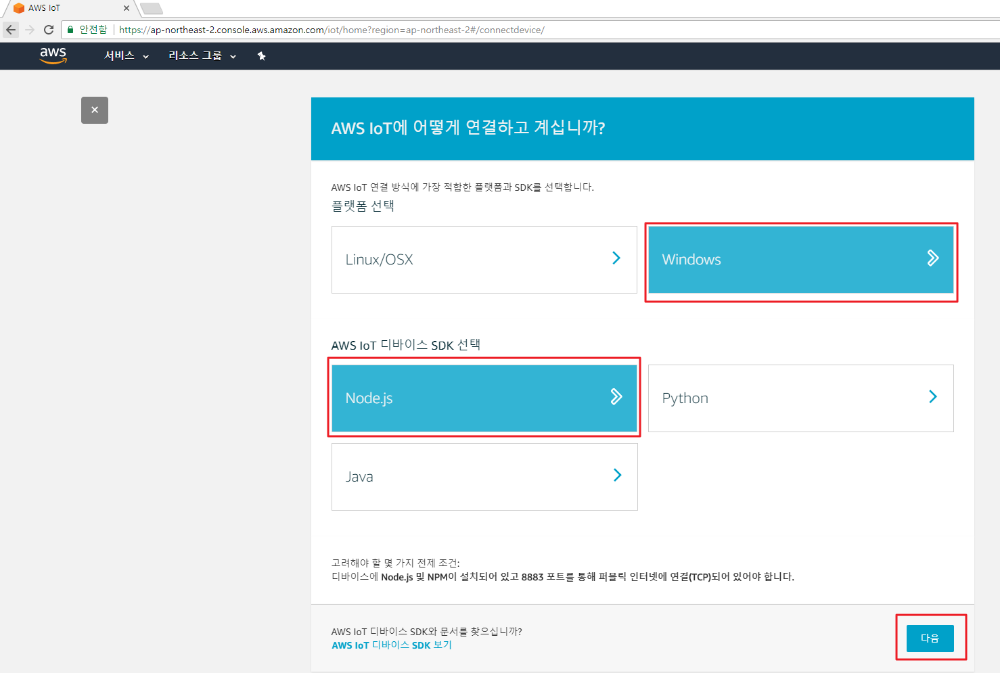 AWS IoT
안전함
https://ap-northeast-2.console.aws.amazon.com/iot/home?region=ap-northeast-2#/connectdevice/
aws 서비스 리소스 그룹
AWS IoT에 어떻게 연결하고 계십니까?
AWS IoT 연결 방식에 가장 적합한 플랫폼과 SDK를 선택합니다.
플랫폼 선택
Linux/OSX
Windows
AWS IoT 디바이스 SDK 선택
Node.js
Python
Java
고려해야 할 몇 가지 전제 조건:
디바이스에 Node.js 및 NPM이 설치되어 있고 8883 포트를 통해 퍼블릭 인터넷에 연결(TCP)되어 있어야 합니다.
AWS IoT 디바이스 SDK와 문서를 찾으십니까?
AWS IoT 디바이스 SDK 보기
다음